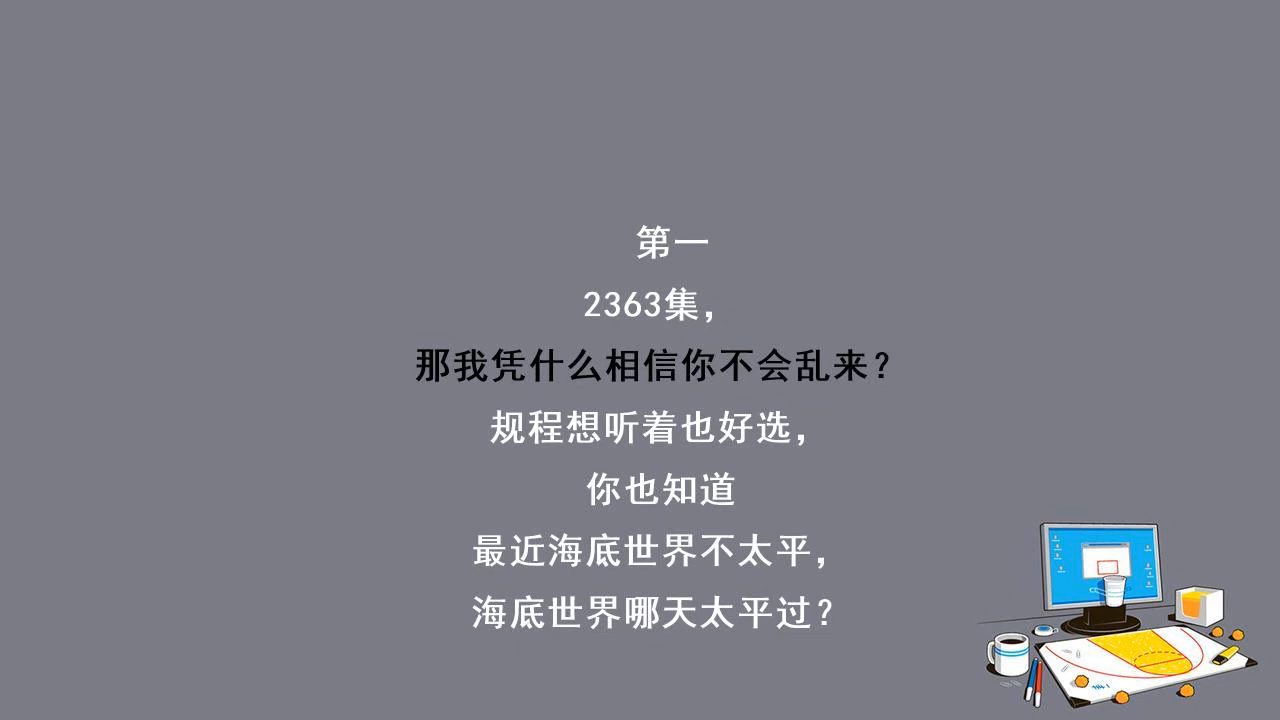 第一
2363集，
那我凭什么相信你不会乱来？
规程想听着也好选，
你也知道
最近海底世界不太平，
海底世界哪天太平过？